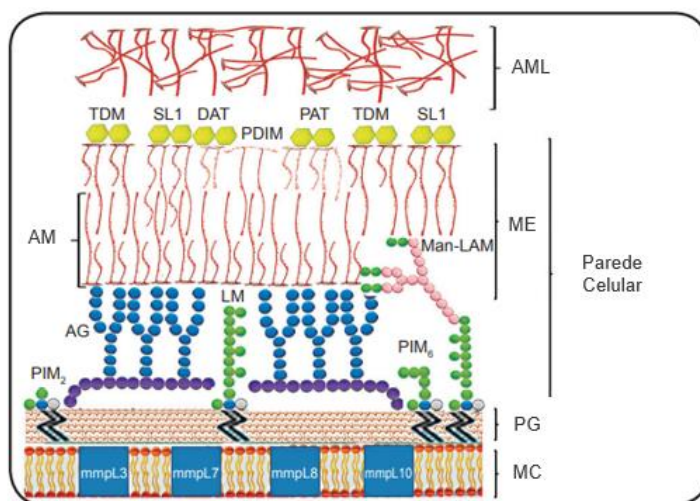 AML
TDM SL1 DAT PDIM PAT TDM SL1
AM
ME
Man-LAM
Parede
Celular
LM
AG
PIM2
PIM6
PG
mmpL3 mmpL7 mmpL8 mmpL10
MC